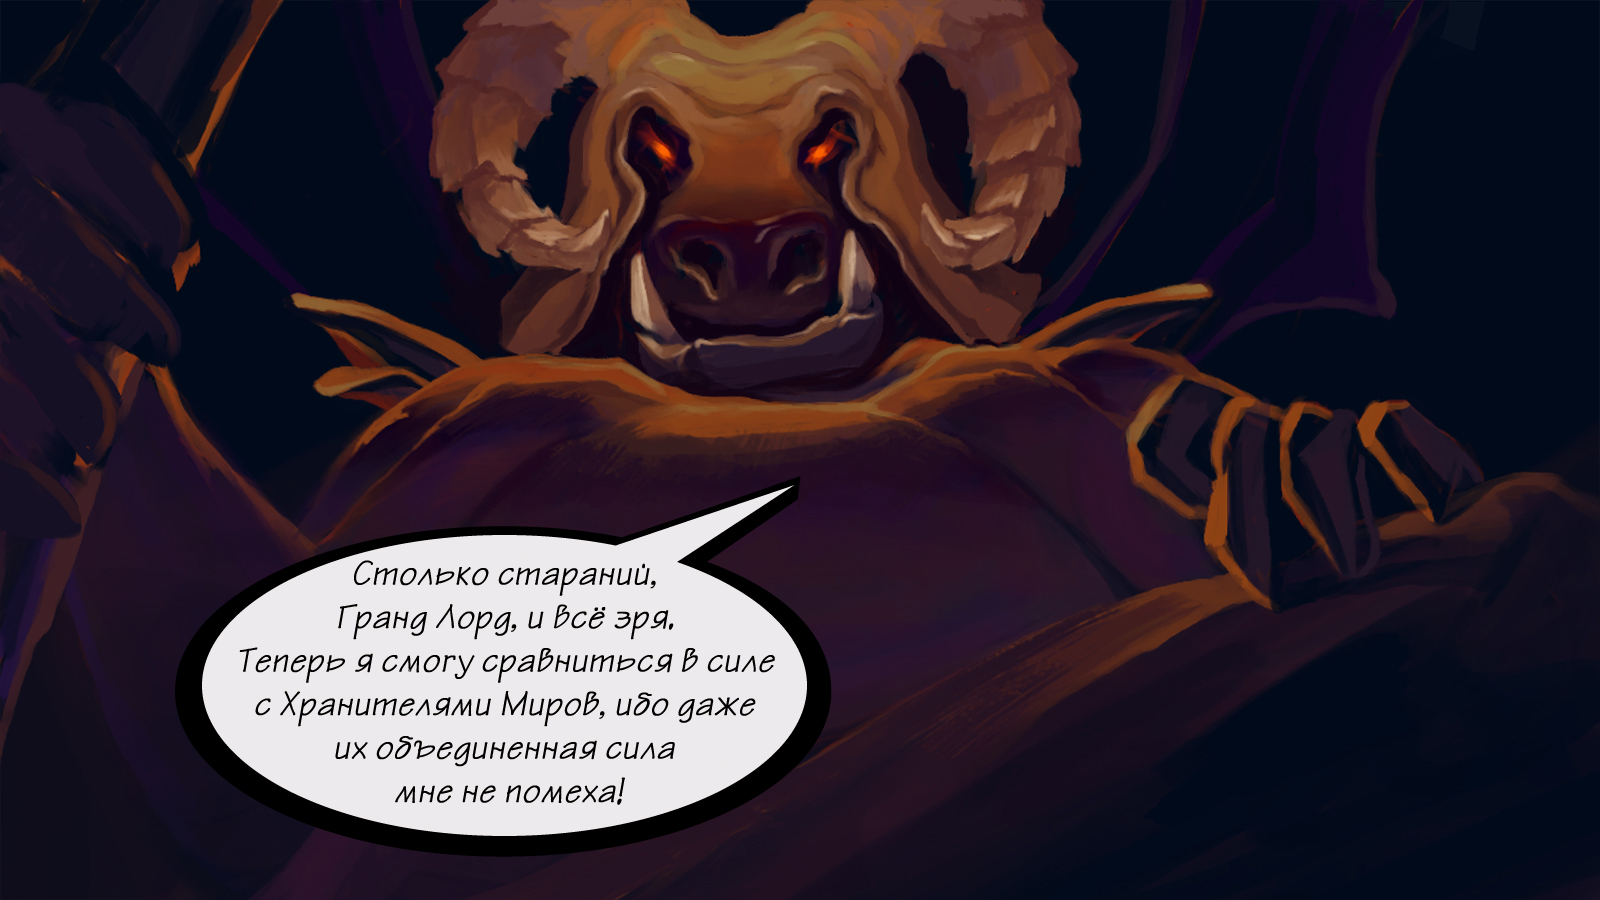 Столько стараний,
Гранд Лорд, и всё зря.
Теперь я смогу сравниться в силе
с Хранителями Миров, ибо даже
их объединенная сила
мне не помеха!